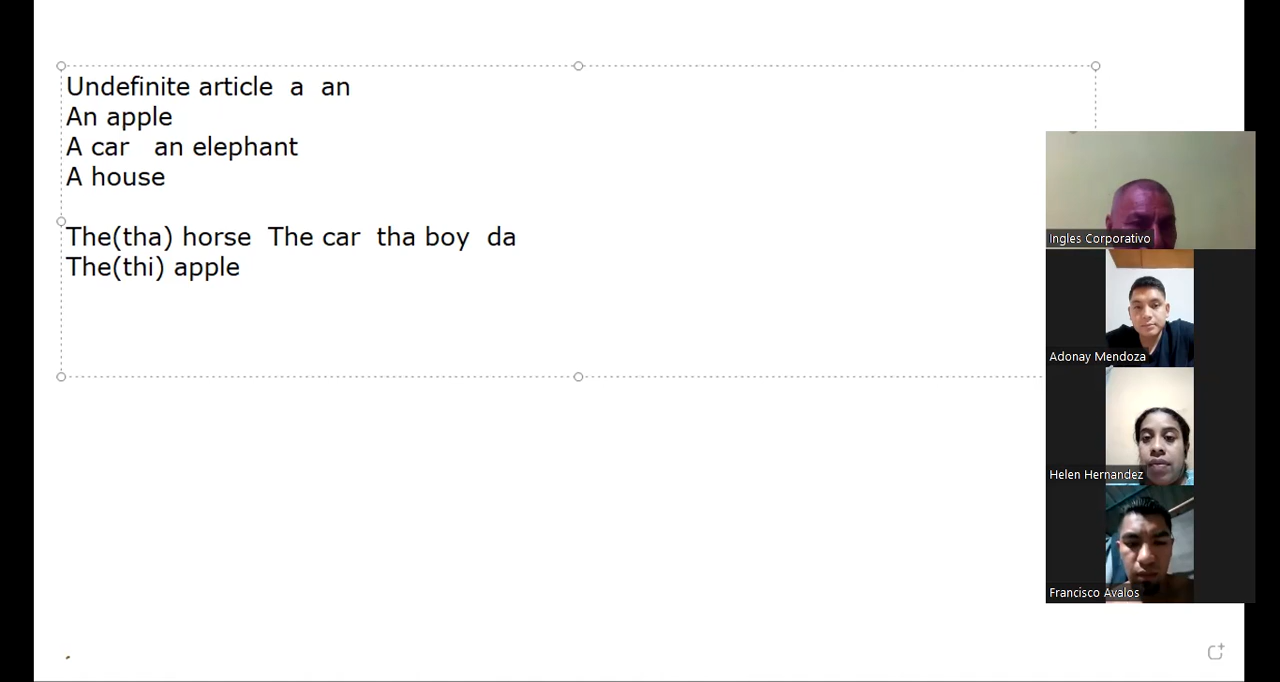 Undefinite article  a  an
An apple
A car   an elephant
A house
The(tha) horse  The car  tha boy  da
The(thi) apple
Ingles Corporativo
Adonay Mendoza
Helen Hernandez
Francisco Avalos